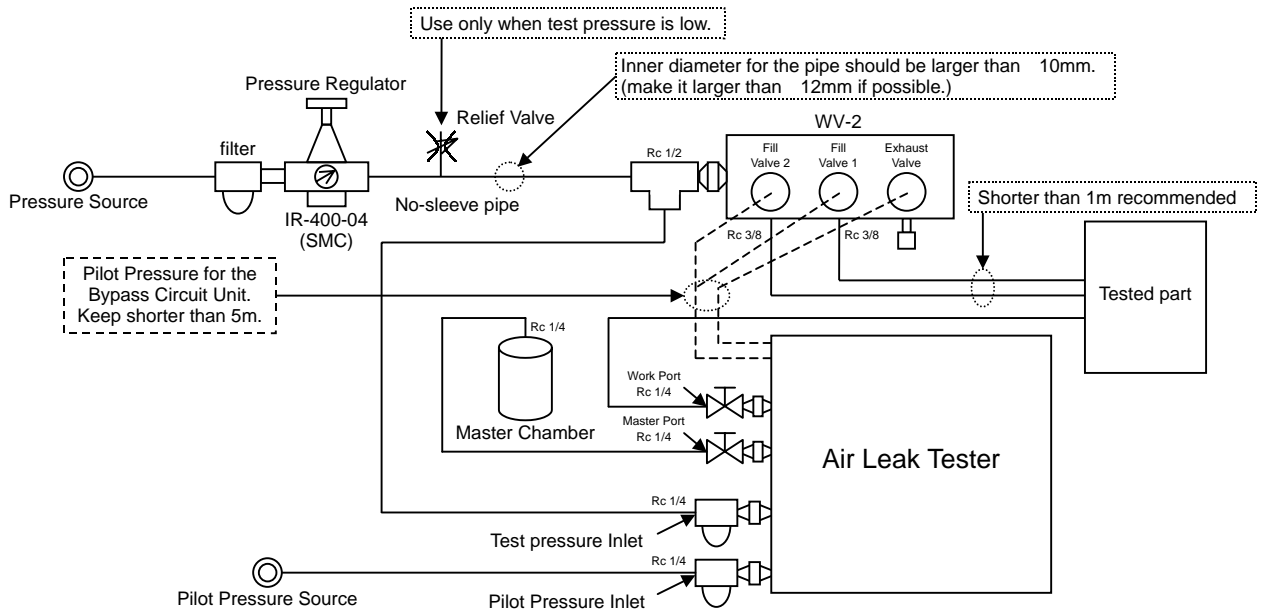 Use only when test pressure is low.
Inner diameter for the pipe should be larger than 10mm.
(make it larger than 12mm if possible.)
Pressure Regulator
Relief Valve
WV-2
filter
Rc 1/2
Fill
Valve 2
Fill
Valve 1
Exhaust
Valve
Pressure Source
IR-400-04
(SMC)
No-sleeve pipe
Shorter than 1m recommended
Rc 3/8
Rc 3/8
Pilot Pressure for the
Bypass Circuit Unit.
Keep shorter than 5m.
Tested part
Rc 1/4
Master Chamber
Work Port
Rc 1/4
Master Port
Rc 1/4
Air Leak Tester
Rc 1/4
Test pressure Inlet
Rc 1/4
Pilot Pressure Source
Pilot Pressure Inlet